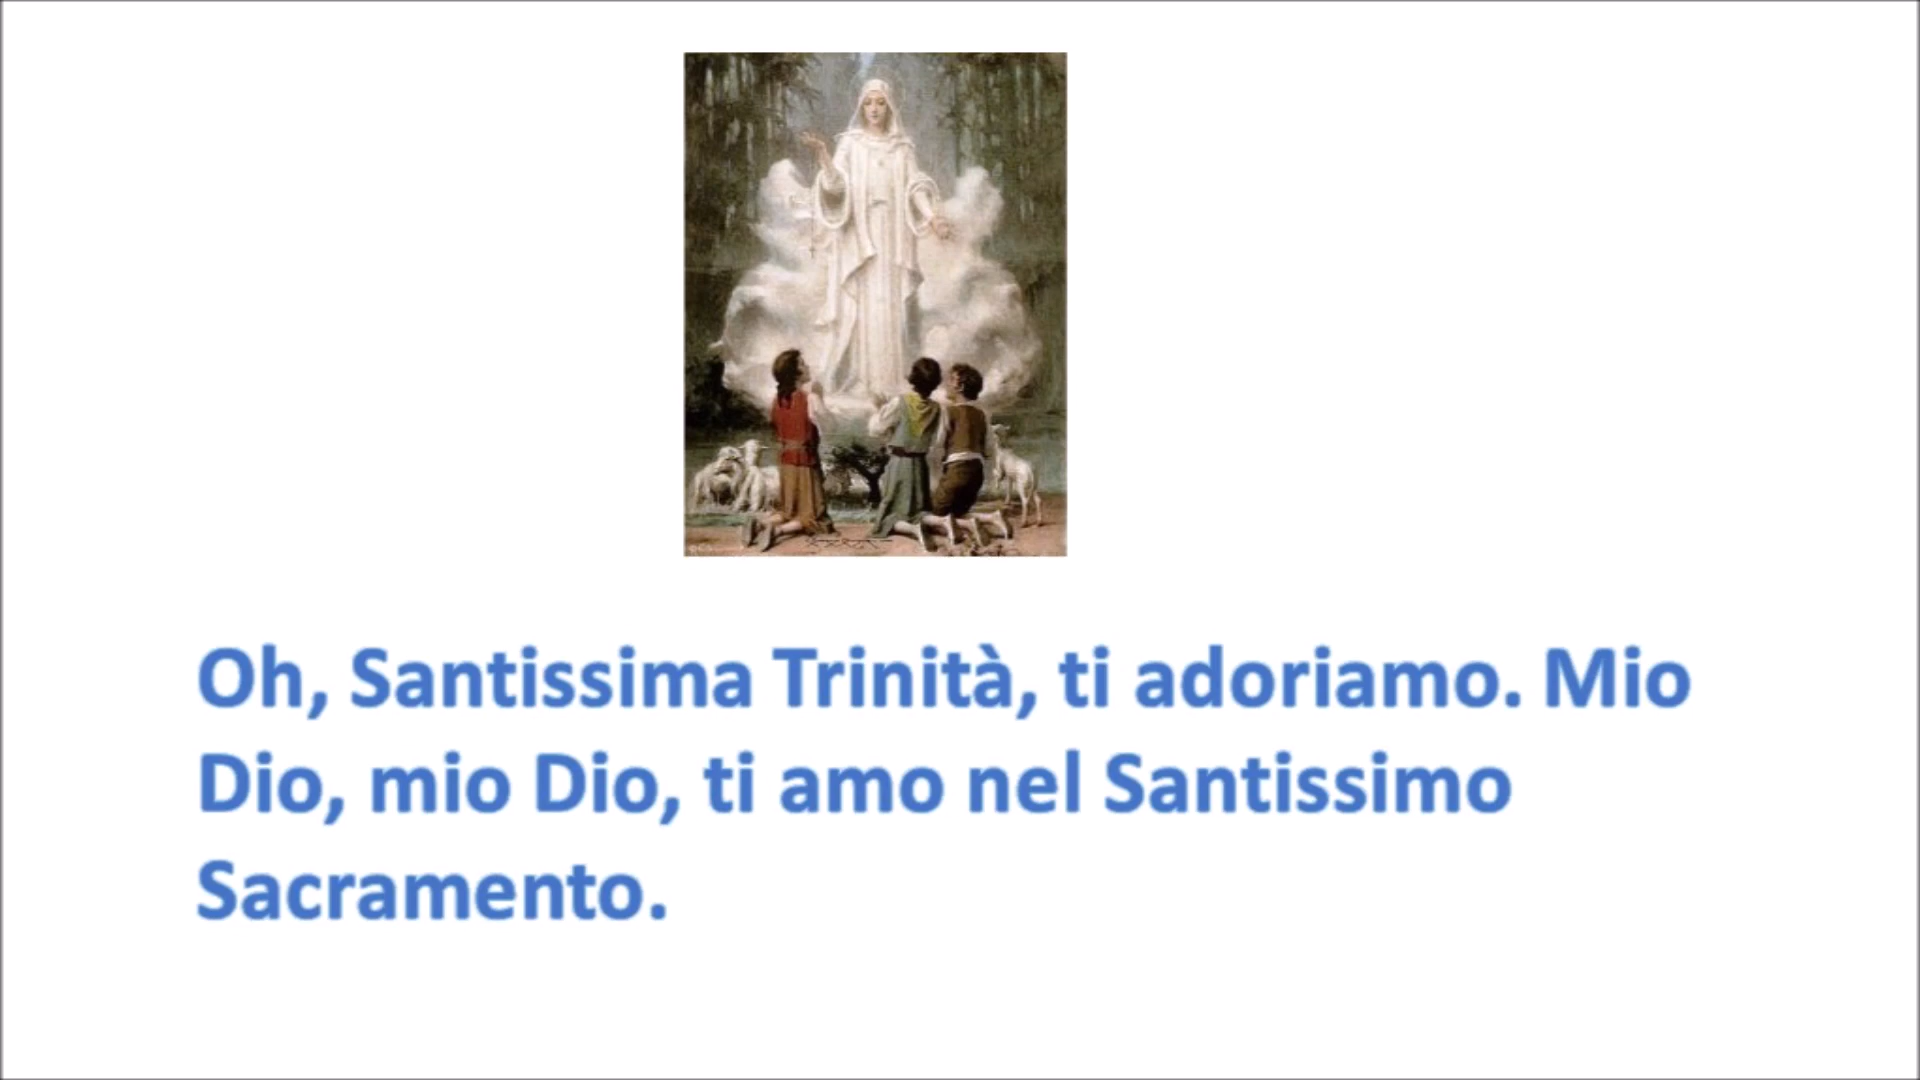 Oh, Santissima Trinità, ti adoriamo. Mio
Dio, mio Dio, ti amo nel Santissimo
Sacramento.